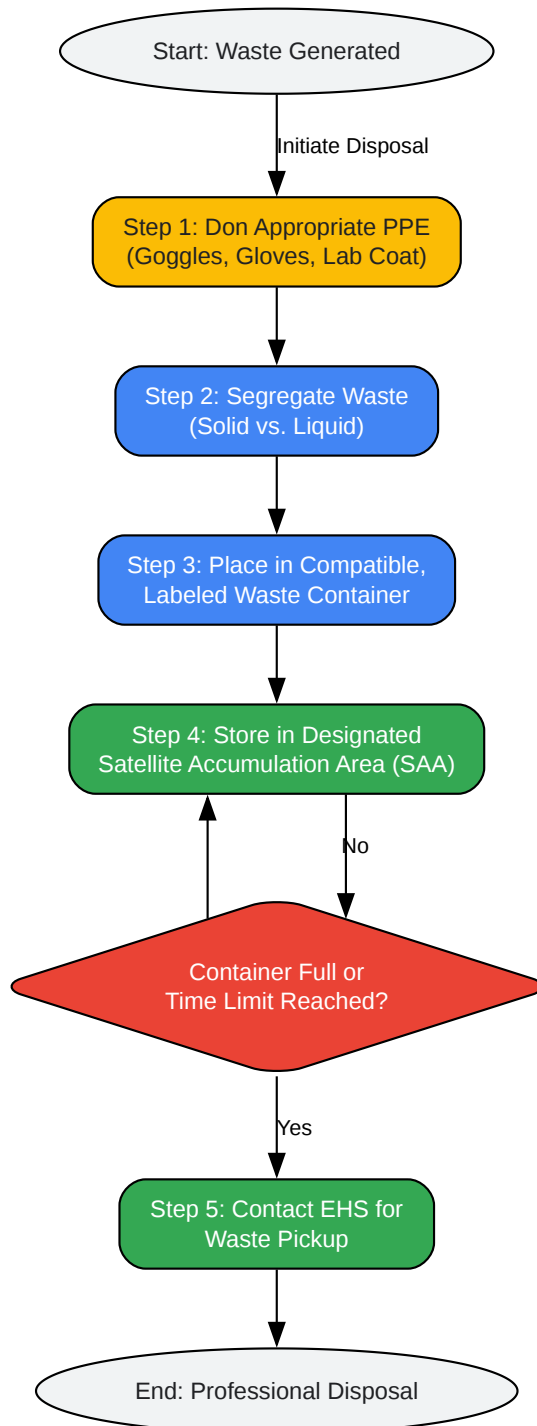 Start: Waste Generated
Initiate Disposal
Step 1: Don Appropriate PPE
(Goggles, Gloves, Lab Coat)
Step 2: Segregate Waste
(Solid vs. Liquid)
Step 3: Place in Compatible,
Labeled Waste Container
Step 4: Store in Designated
Satellite Accumulation Area (SAA)
No
Container Full or
Time Limit Reached?
Yes
Step 5: Contact EHS for
Waste Pickup
End: Professional Disposal